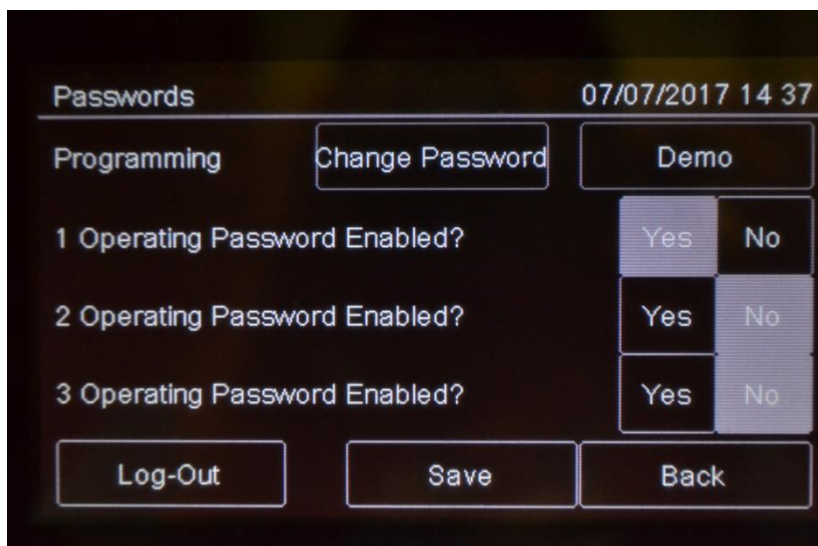 Passwords 07/07/2017 14 37
Programming Change Password Demo
1 Operating Password Enabled? Yes No
2 Operating Password Enabled? Yes No
3 Operating Password Enabled? Yes No
Log-Out Save Back